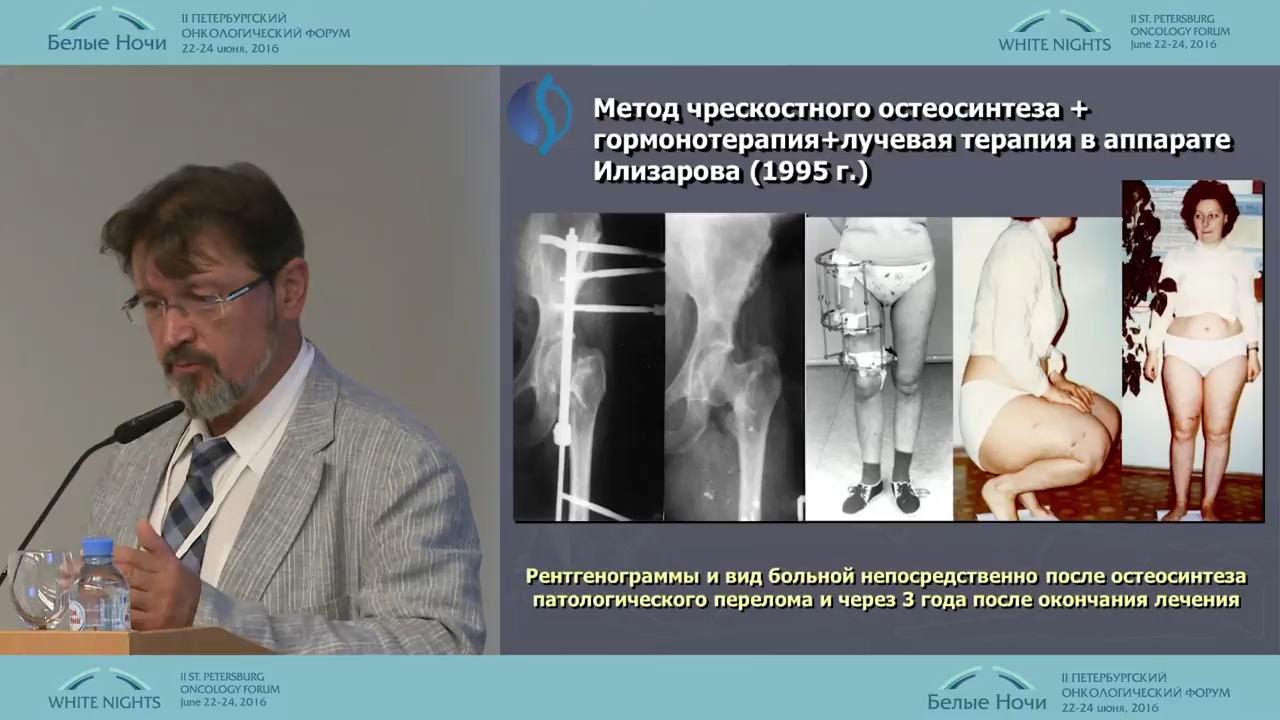 Белые Ночи
II ПЕТЕРБУРГСКИЙ
ОНКОЛОГИЧЕСКИЙ ФОРУМ
22-24 июня, 2016
WHITE NIGHTS
II ST. PETERSBURG
ONCOLOGY FORUM
June 22-24, 2016
Метод чрескостного остеосинтеза +
гормонотерапия+лучевая терапия в аппарате
Илизарова (1995 г.)
Рентгенограммы и вид больной непосредственно после остеосинтеза
патологического перелома и через 3 года после окончания лечения
WHITE NIGHTS
II ST. PETERSBURG
ONCOLOGY FORUM
June 22-24, 2016
Белые Ночи
II ПЕТЕРБУРГСКИЙ
ОНКОЛОГИЧЕСКИЙ ФОРУМ
22-24 июня, 2016